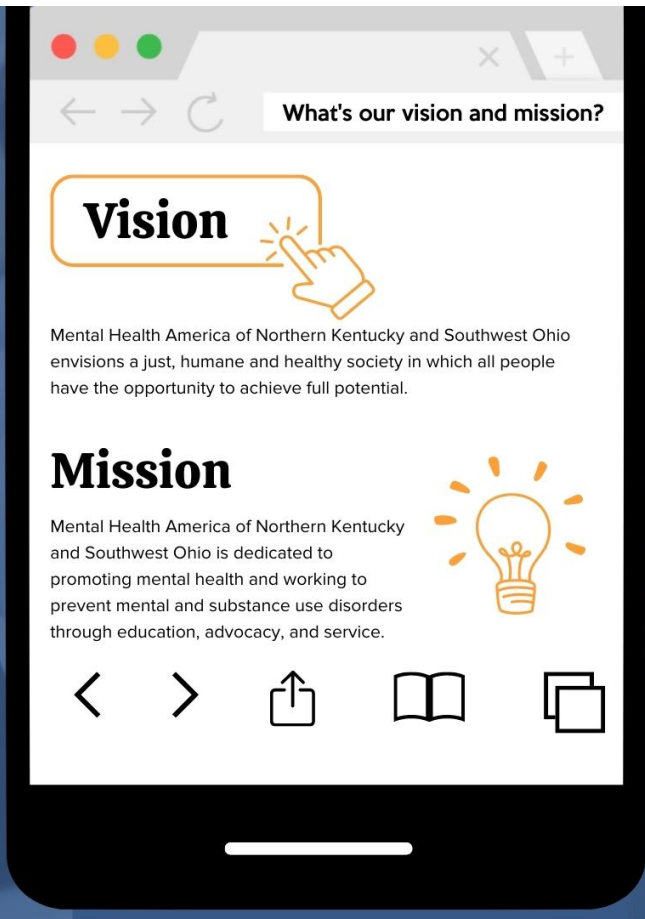 What's our vision and mission?
Vision
Mental Health America of Northern Kentucky and Southwest Ohio
envisions a just, humane and healthy society in which all people
have the opportunity to achieve full potential.
Mission
Mental Health America of Northern Kentucky
and Southwest Ohio is dedicated to
promoting mental health and working to
prevent mental and substance use disorders
through education, advocacy, and service.